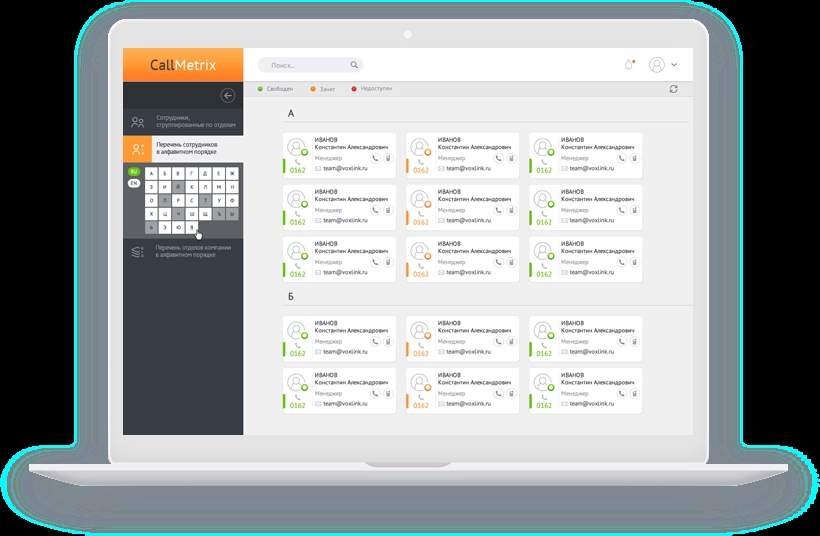 CallMetrix
Поиск...
Свободен
Занят
Недоступен
Сотрудники,
сгруппированные по отделам
Перечень сотрудников
в алфавитном порядке
RU
EN
А Б В Г Д Е Ж
З И Й К Л М Н
О П Р С Т У Ф
Х Ц Ч Ш Щ Ъ Ы
Ь Э Ю Я
Перечень отделов компании
в алфавитном порядке
А
ИВАНОВ
Константин Александрович
Менеджер
0162
team@voxlink.ru
ИВАНОВ
Константин Александрович
Менеджер
0162
team@voxlink.ru
ИВАНОВ
Константин Александрович
Менеджер
0162
team@voxlink.ru
ИВАНОВ
Константин Александрович
Менеджер
0162
team@voxlink.ru
ИВАНОВ
Константин Александрович
Менеджер
0162
team@voxlink.ru
ИВАНОВ
Константин Александрович
Менеджер
0162
team@voxlink.ru
ИВАНОВ
Константин Александрович
Менеджер
0162
team@voxlink.ru
ИВАНОВ
Константин Александрович
Менеджер
0162
team@voxlink.ru
ИВАНОВ
Константин Александрович
Менеджер
0162
team@voxlink.ru
Б
ИВАНОВ
Константин Александрович
Менеджер
0162
team@voxlink.ru
ИВАНОВ
Константин Александрович
Менеджер
0162
team@voxlink.ru
ИВАНОВ
Константин Александрович
Менеджер
0162
team@voxlink.ru
ИВАНОВ
Константин Александрович
Менеджер
0162
team@voxlink.ru
ИВАНОВ
Константин Александрович
Менеджер
0162
team@voxlink.ru
ИВАНОВ
Константин Александрович
Менеджер
0162
team@voxlink.ru